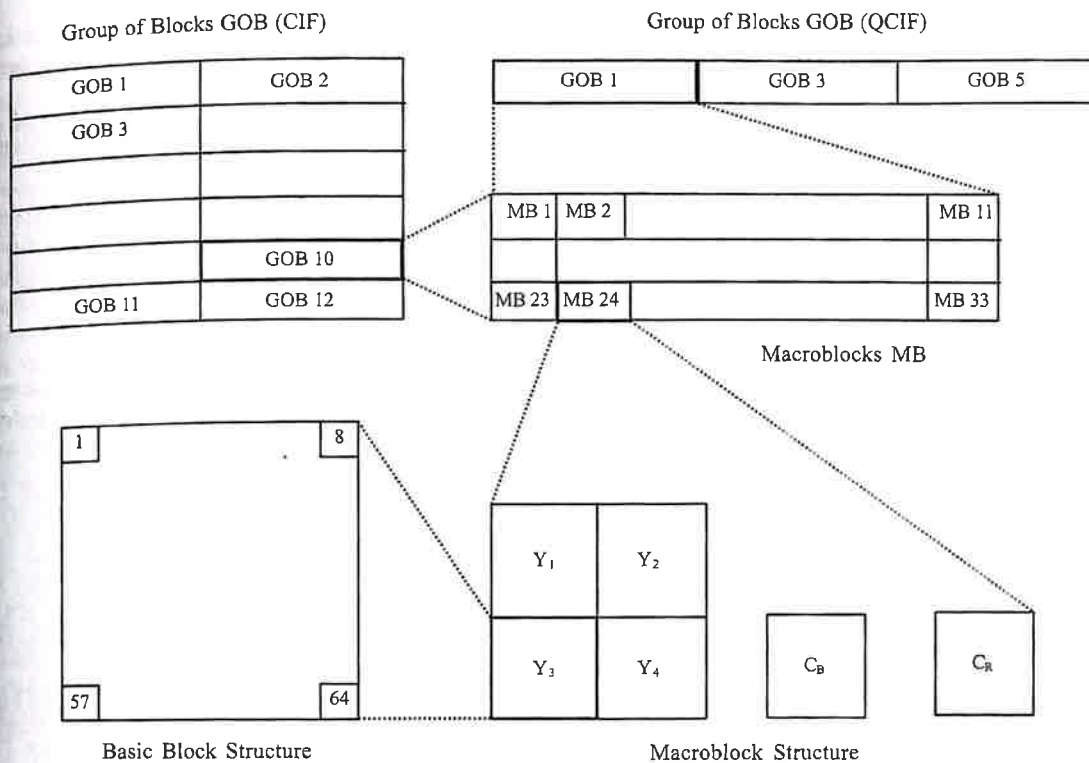 Group of Blocks GOB (CIF)
Group of Blocks GOB (QCIF)
GOB 1 GOB 2
GOB 3
GOB 10
GOB 11 GOB 12
GOB 1 GOB 3 GOB 5
MB 1 MB 2 MB 11
MB 23 MB 24 MB 33
Macroblocks MB
1 8
57 64
Basic Block Structure
Y₁ Y₂
Y₃ Y₄
C_B C_R
Macroblock Structure